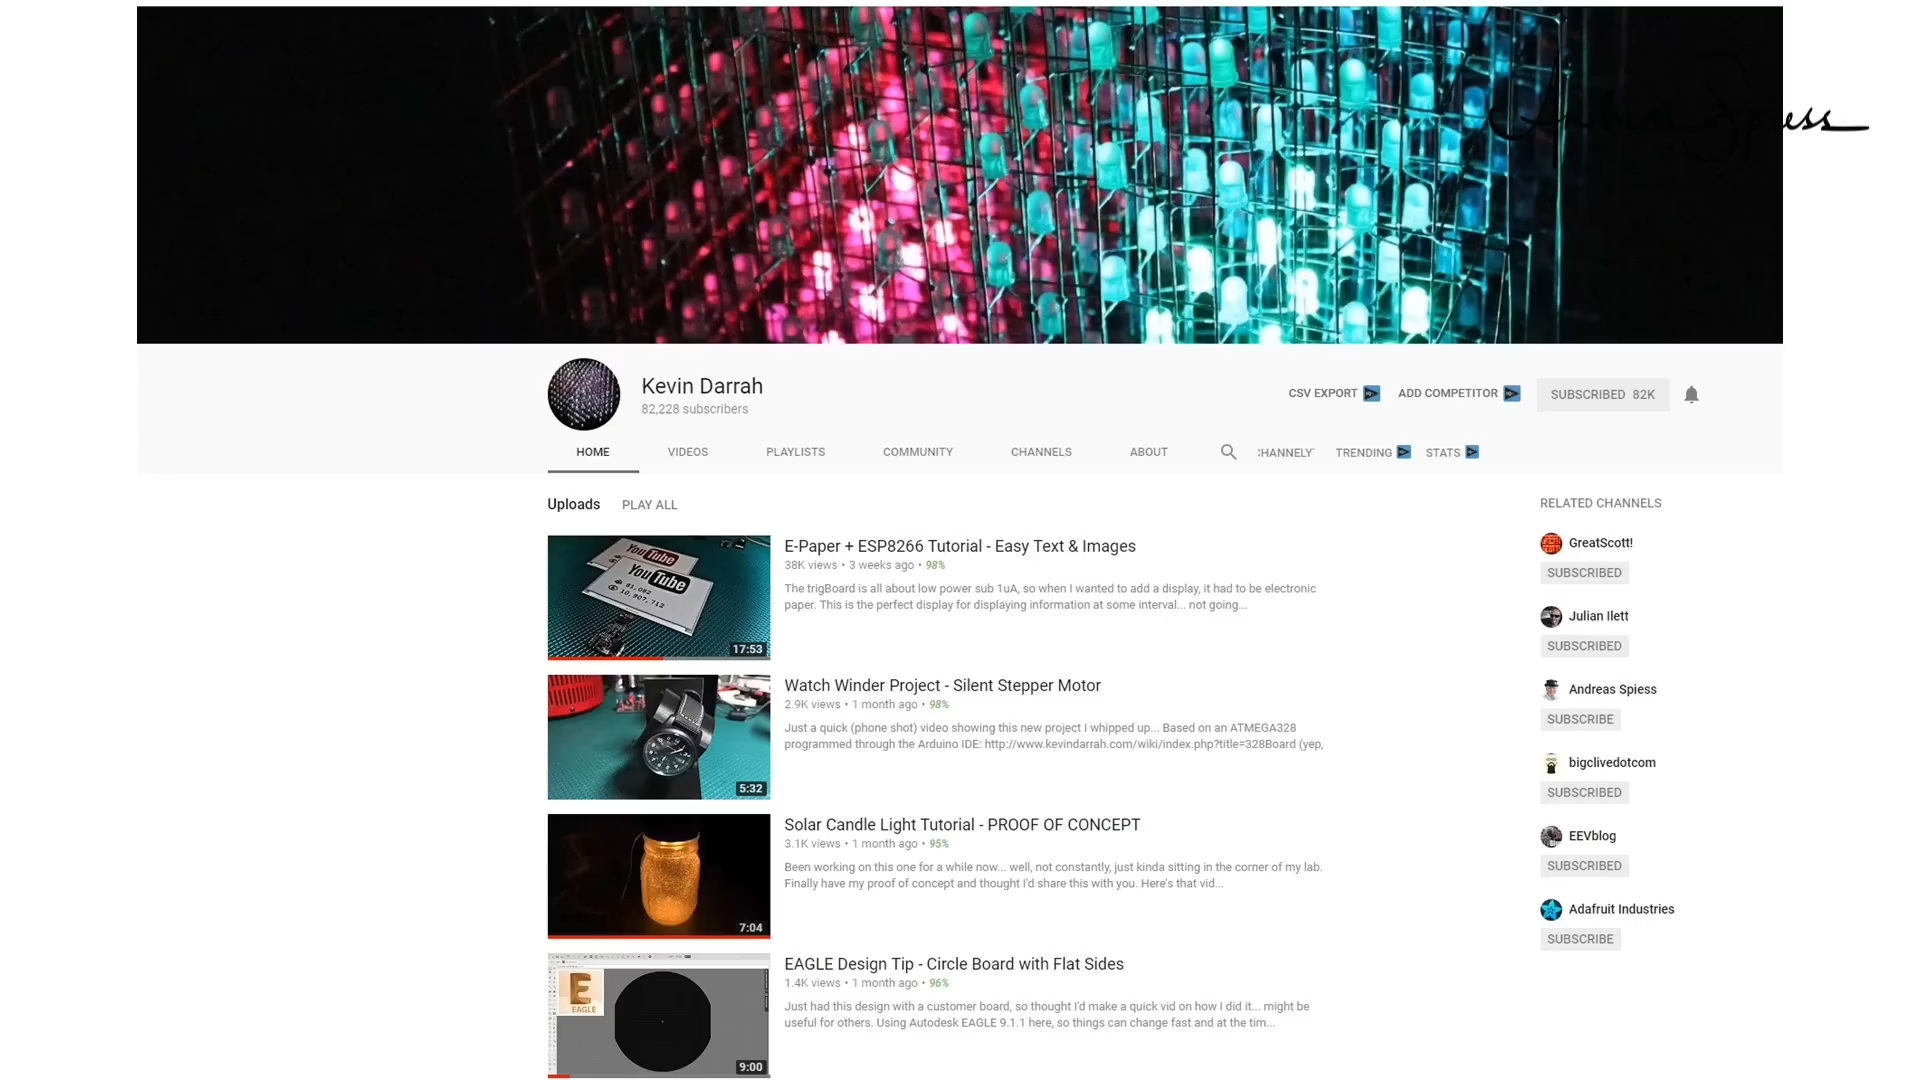 Andreas Spiess
Kevin Darrah
82,228 subscribers
CSV EXPORT
ADD COMPETITOR
SUBSCRIBED 82K
HOME
VIDEOS
PLAYLISTS
COMMUNITY
CHANNELS
ABOUT
CHANNELY
TRENDING
STATS
Uploads
PLAY ALL
YouTube
YouTube
91,082
10,907,712
17:53
E-Paper + ESP8266 Tutorial - Easy Text & Images
38K views • 3 weeks ago • 98%
The trigBoard is all about low power sub 1uA, so when I wanted to add a display, it had to be electronic
paper. This is the perfect display for displaying information at some interval... not going...
5:32
Watch Winder Project - Silent Stepper Motor
2.9K views • 1 month ago • 98%
Just a quick (phone shot) video showing this new project I whipped up... Based on an ATMEGA328
programmed through the Arduino IDE: http://www.kevindarrah.com/wiki/index.php?title=328Board (yep,
7:04
Solar Candle Light Tutorial - PROOF OF CONCEPT
3.1K views • 1 month ago • 95%
Been working on this one for a while now... well, not constantly, just kinda sitting in the corner of my lab.
Finally have my proof of concept and thought I'd share this with you. Here's that vid...
E
EAGLE
9:00
EAGLE Design Tip - Circle Board with Flat Sides
1.4K views • 1 month ago • 96%
Just had this design with a customer board, so thought I'd make a quick vid on how I did it... might be
useful for others. Using Autodesk EAGLE 9.1.1 here, so things can change fast and at the tim...
RELATED CHANNELS
GreatScott!
SUBSCRIBED
Julian Ilett
SUBSCRIBED
Andreas Spiess
SUBSCRIBE
bigclivedotcom
SUBSCRIBED
EEVblog
SUBSCRIBED
Adafruit Industries
SUBSCRIBE